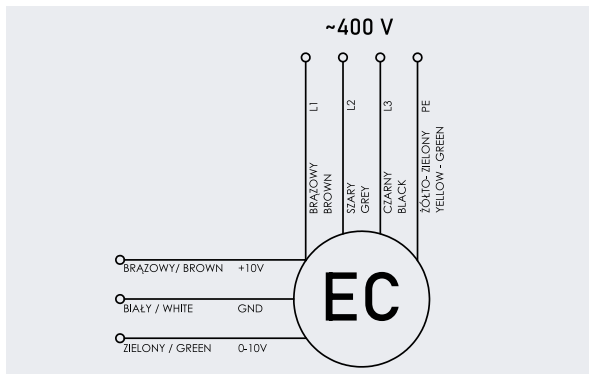 ~400 V
L1
BRĄZOWY
BROWN
L2
SZARY
GREY
L3
CZARNY
BLACK
PE
ŻÓŁTO- ZIELONY
YELLOW - GREEN
BRĄZOWY/ BROWN +10V
BIAŁY / WHITE GND
ZIELONY / GREEN 0-10V
EC